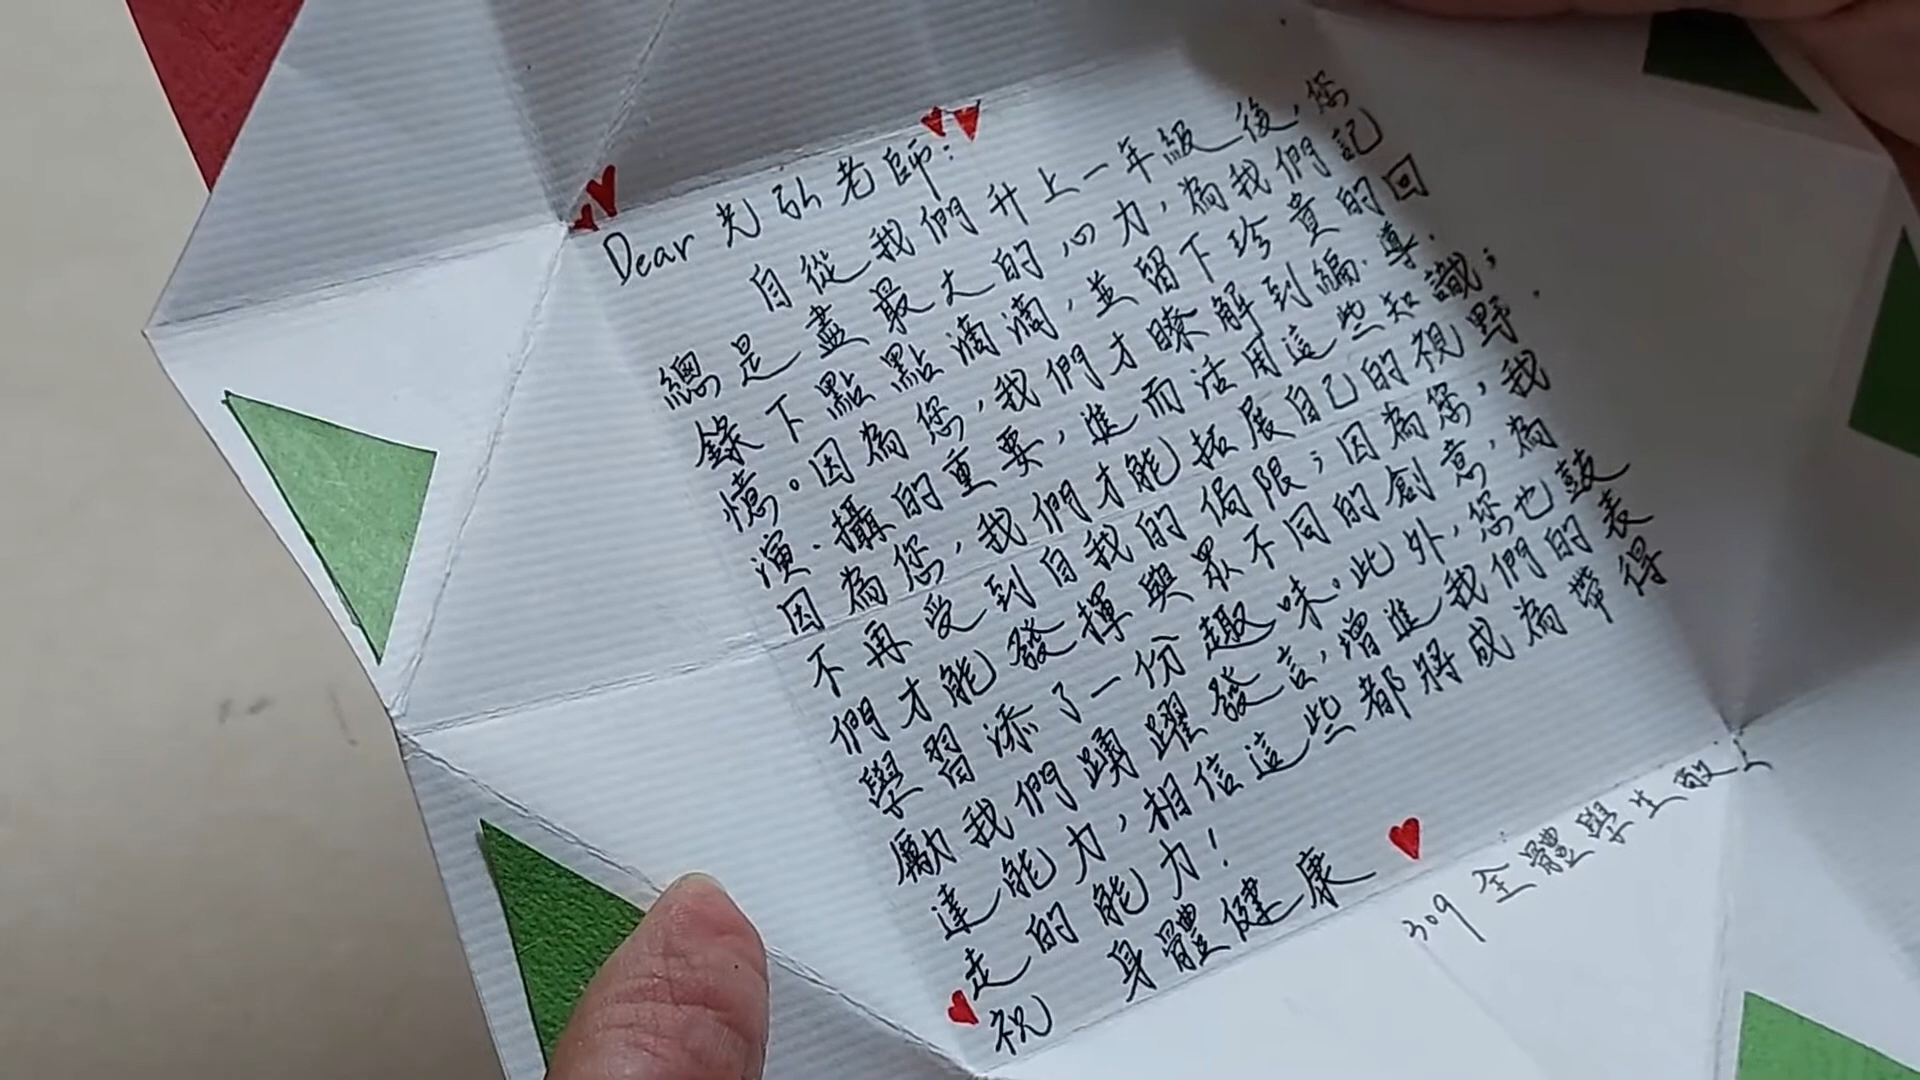 Dear 光弘老師:
自從我們升上一年級後,您
總是盡最大的心力,為我們記
錄下點點滴滴,並留下珍貴的回
憶。因為您,我們才瞭解到編、導、
演、攝的重要,進而活用這些知識;
因為您,我們才能拓展自己的視野、
不再受到自我的侷限;因為您,我
們才能發揮與眾不同的創意,為
學習添了一份趣味。此外,您也鼓
勵我們踴躍發言,增進我們的表
達能力,相信這些都將成為帶得
走的能力!
祝 身體健康
309 全體學生敬上